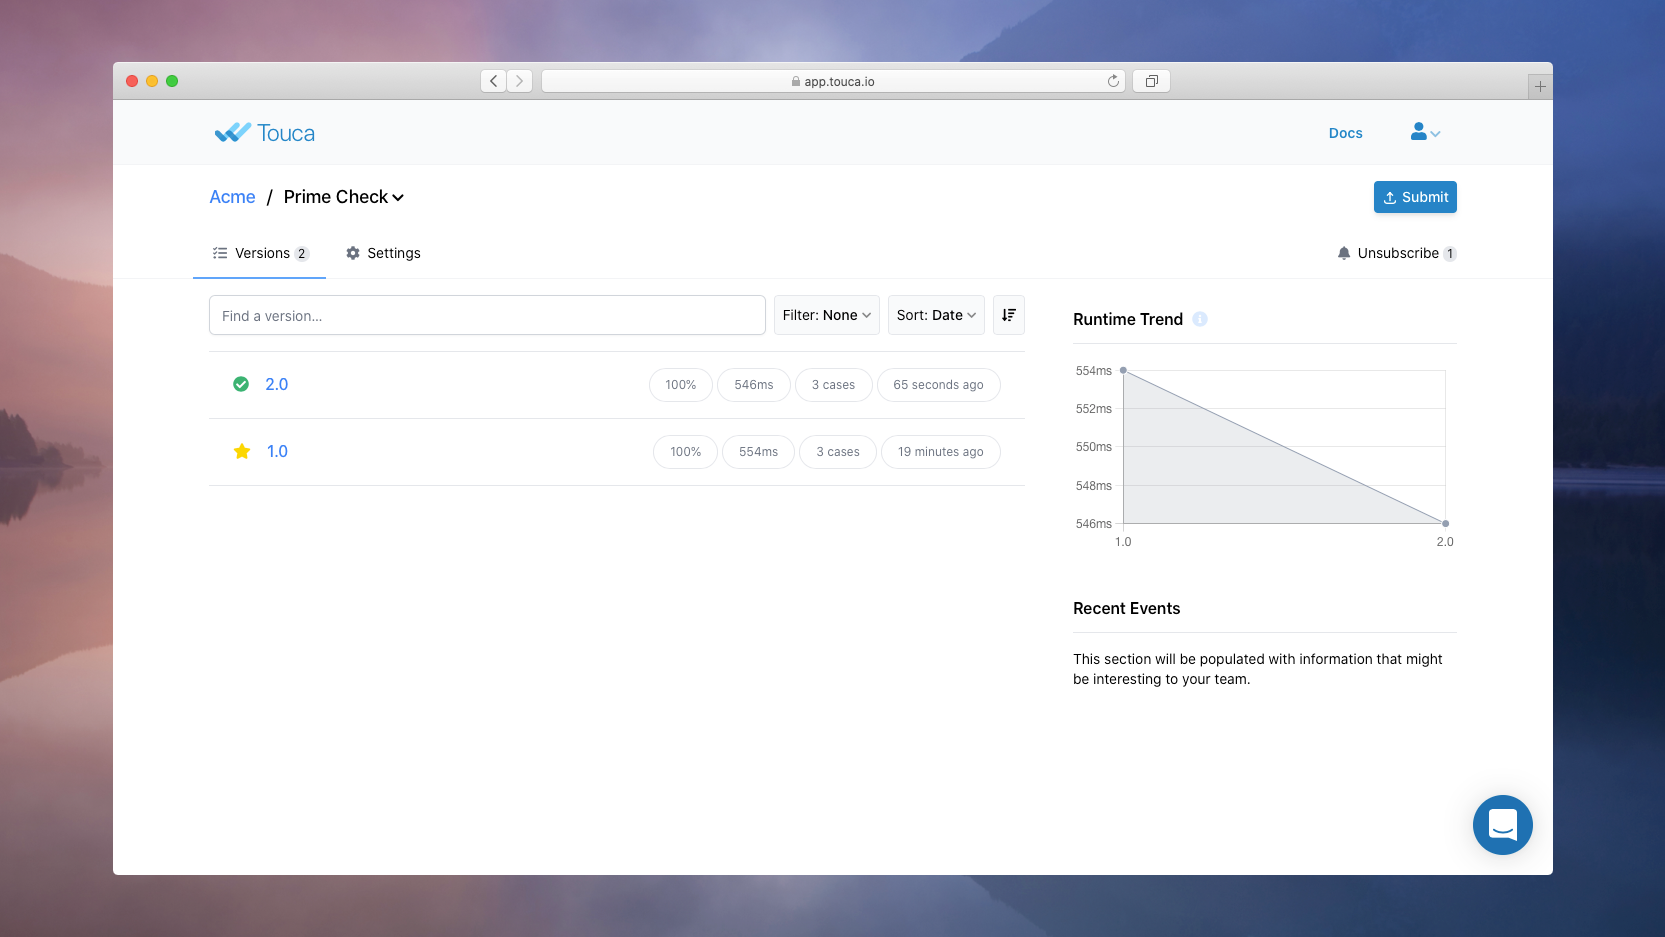 app.touca.io
Touca
Docs
Acme / Prime Check
Submit
Versions 2
Settings
Unsubscribe 1
Find a version...
Filter: None
Sort: Date
2.0
100%
546ms
3 cases
65 seconds ago
1.0
100%
554ms
3 cases
19 minutes ago
Runtime Trend
554ms
552ms
550ms
548ms
546ms
1.0
2.0
Recent Events
This section will be populated with information that might
be interesting to your team.